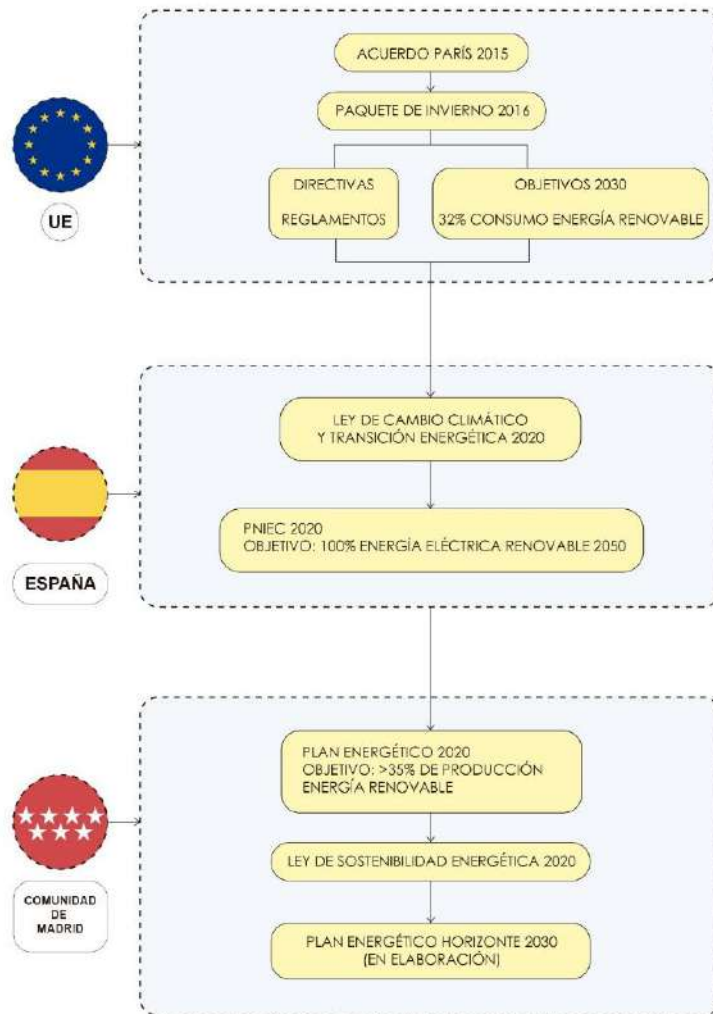 ACUERDO PARÍS 2015
PAQUETE DE INVIERNO 2016
DIRECTIVAS
REGLAMENTOS
OBJETIVOS 2030
32% CONSUMO ENERGÍA RENOVABLE
UE
LEY DE CAMBIO CLIMÁTICO
Y TRANSICIÓN ENERGÉTICA 2020
PNIEC 2020
OBJETIVO: 100% ENERGÍA ELÉCTRICA RENOVABLE 2050
ESPAÑA
PLAN ENERGÉTICO 2020
OBJETIVO: >35% DE PRODUCCIÓN
ENERGÍA RENOVABLE
LEY DE SOSTENIBILIDAD ENERGÉTICA 2020
COMUNIDAD
DE
MADRID
PLAN ENERGÉTICO HORIZONTE 2030
(EN ELABORACIÓN)